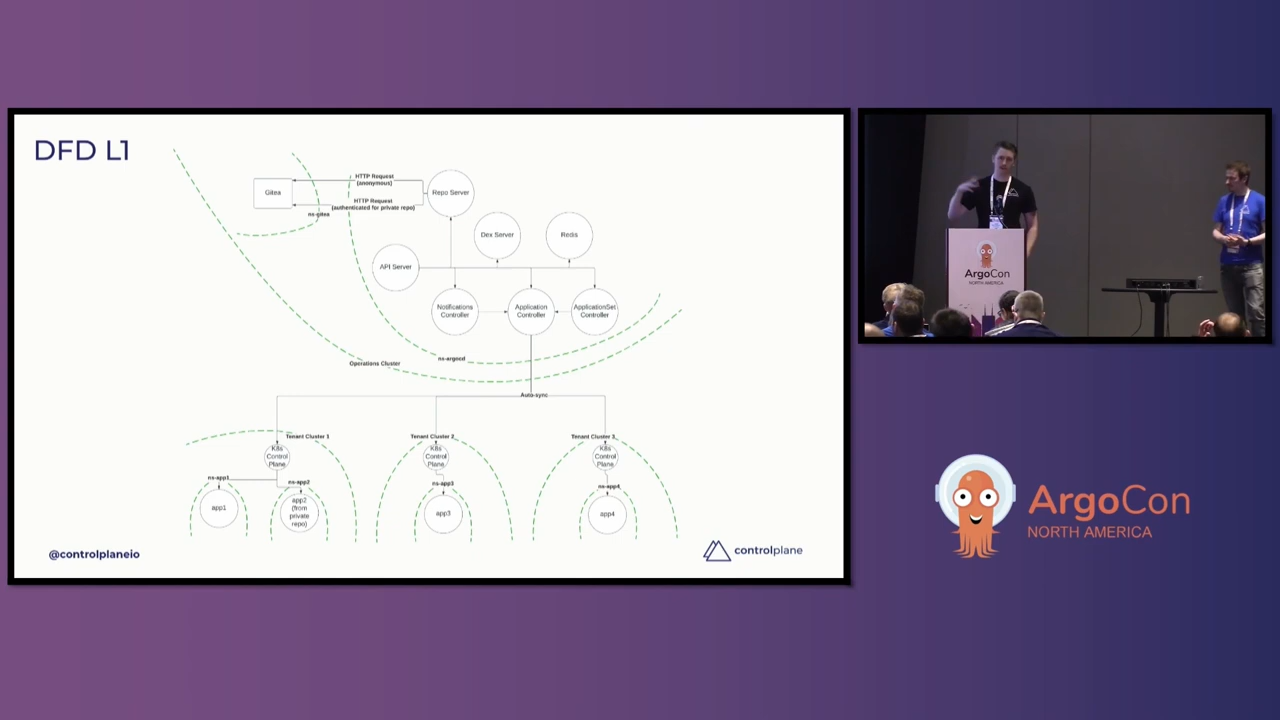 DFD L1
HTTP Request
(anonymous)
Gitea
Repo Server
HTTP Request
(authenticated for private repo)
ns-gitea
Dex Server
Redis
API Server
Notifications
Controller
Application
Controller
ApplicationSet
Controller
ns-argocd
Operations Cluster
Auto-sync
Tenant Cluster 1
Tenant Cluster 2
Tenant Cluster 3
K8s
Control
Plane
K8s
Control
Plane
K8s
Control
Plane
ns-app1
ns-app2
ns-app3
ns-app4
app1
app2
(from
private
repo)
app3
app4
@controlplaneio
controlplane
ArgoCon
NORTH AMERICA
ArgoCon
NORTH AMERICA